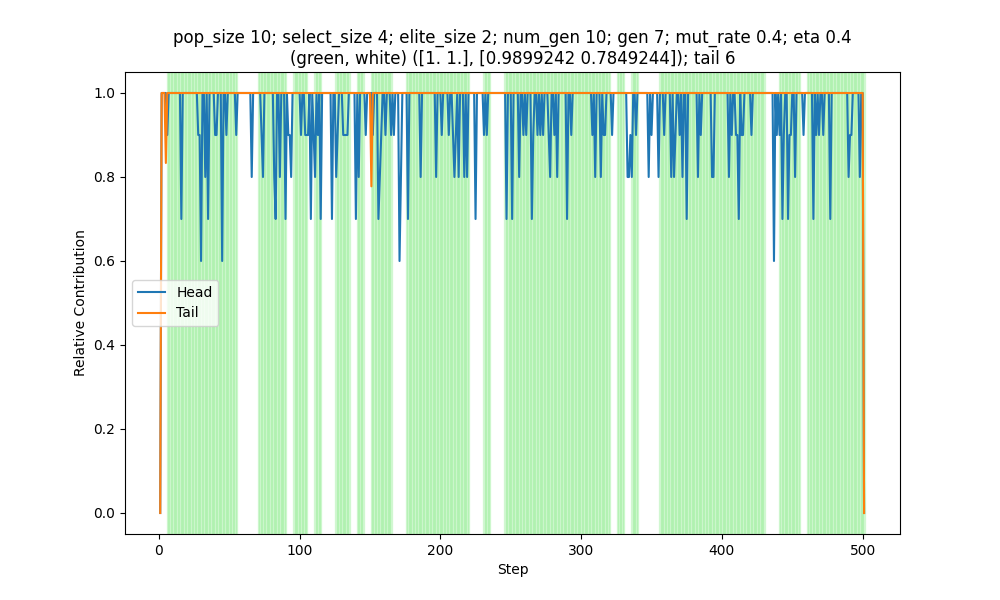 pop_size 10; select_size 4; elite_size 2; num_gen 10; gen 7; mut_rate 0.4; eta 0.4
(green, white) ([1. 1.], [0.9899242 0.7849244]); tail 6
1.0
0.8
0.6
0.4
0.2
0.0
Relative Contribution
Head
Tail
0
100
200
300
400
500
Step